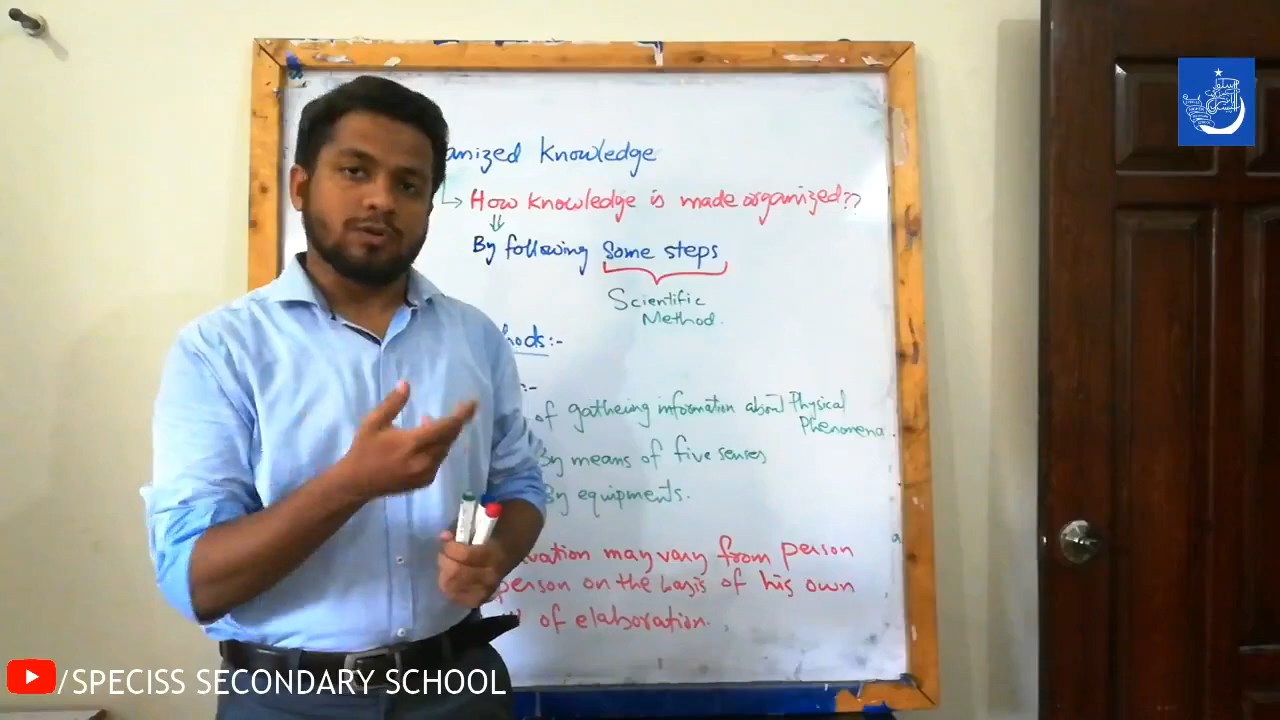 anized Knowledge
How knowledge is made organized??
By following some steps
Scientific
Method.
hods:-
:-
of gatheing information about Physical
Phenomena.
By means of five senses
By equipments.
vation may vary from person
person on the basis of his own
of elaboration.
/SPECISS SECONDARY SCHOOL